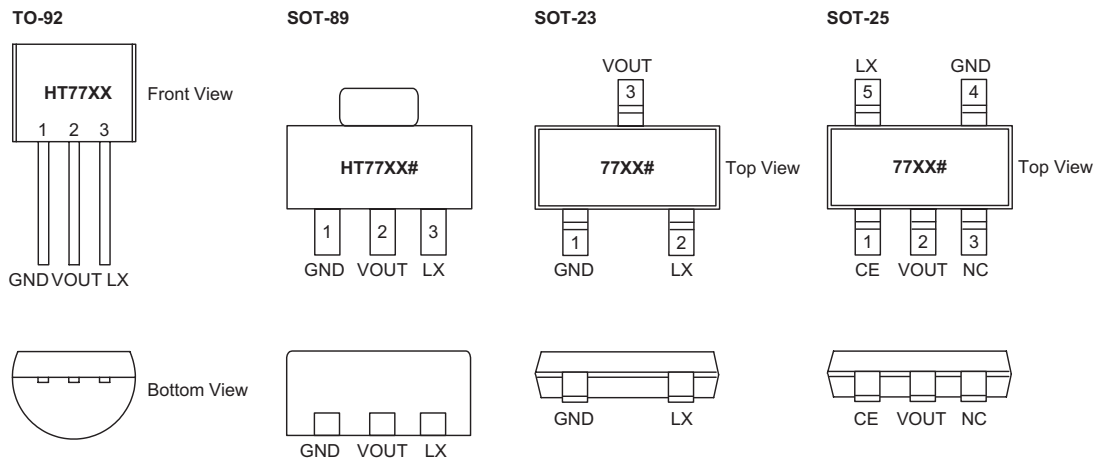 TO-92
HT77XX
Front View
1 2 3
GND VOUT LX
Bottom View
SOT-89
HT77XX#
1 2 3
GND VOUT LX
GND VOUT LX
SOT-23
VOUT
3
77XX#
Top View
1 2
GND LX
GND LX
SOT-25
LX GND
5 4
77XX#
Top View
1 2 3
CE VOUT NC
CE VOUT NC